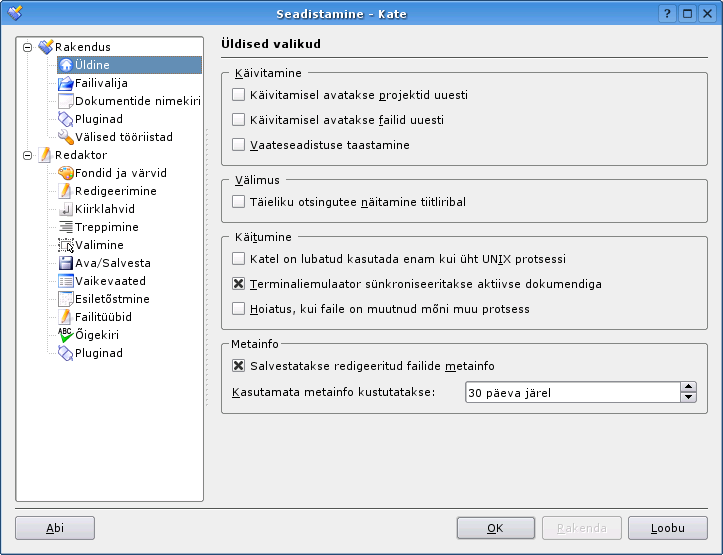 Seadistamine - Kate
Rakendus
Üldine
Failivalija
Dokumentide nimekiri
Pluginad
Välised tööriistad
Redaktor
Fondid ja värvid
Redigeerimine
Kiirklahvid
Treppimine
Valimine
Ava/Salvesta
Vaikevaated
Esiletõstmine
Failitüübid
ABC
Õigekiri
Pluginad
Üldised valikud
Käivitamine
Käivitamisel avatakse projektid uuesti
Käivitamisel avatakse failid uuesti
Vaateseadistuse taastamine
Välimus
Täieliku otsingutee näitamine tiitliribal
Käitumine
Katel on lubatud kasutada enam kui üht UNIX protsessi
Terminaliemulaator sünkroniseeritakse aktiivse dokumendiga
Hoiatus, kui faile on muutnud mõni muu protsess
Metainfo
Salvestatakse redigeeritud failide metainfo
Kasutamata metainfo kustutatakse: 30 päeva järel
Abi OK Rakenda Loobu